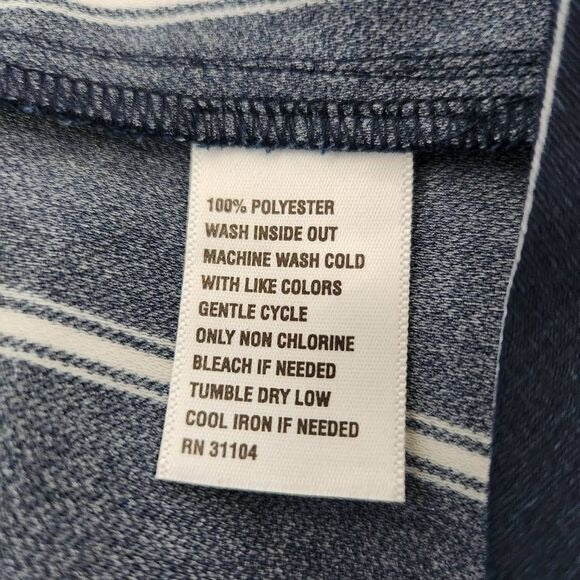 100% POLYESTER
WASH INSIDE OUT
MACHINE WASH COLD
WITH LIKE COLORS
GENTLE CYCLE
ONLY NON CHLORINE
BLEACH IF NEEDED
TUMBLE DRY LOW
COOL IRON IF NEEDED
RN 31104